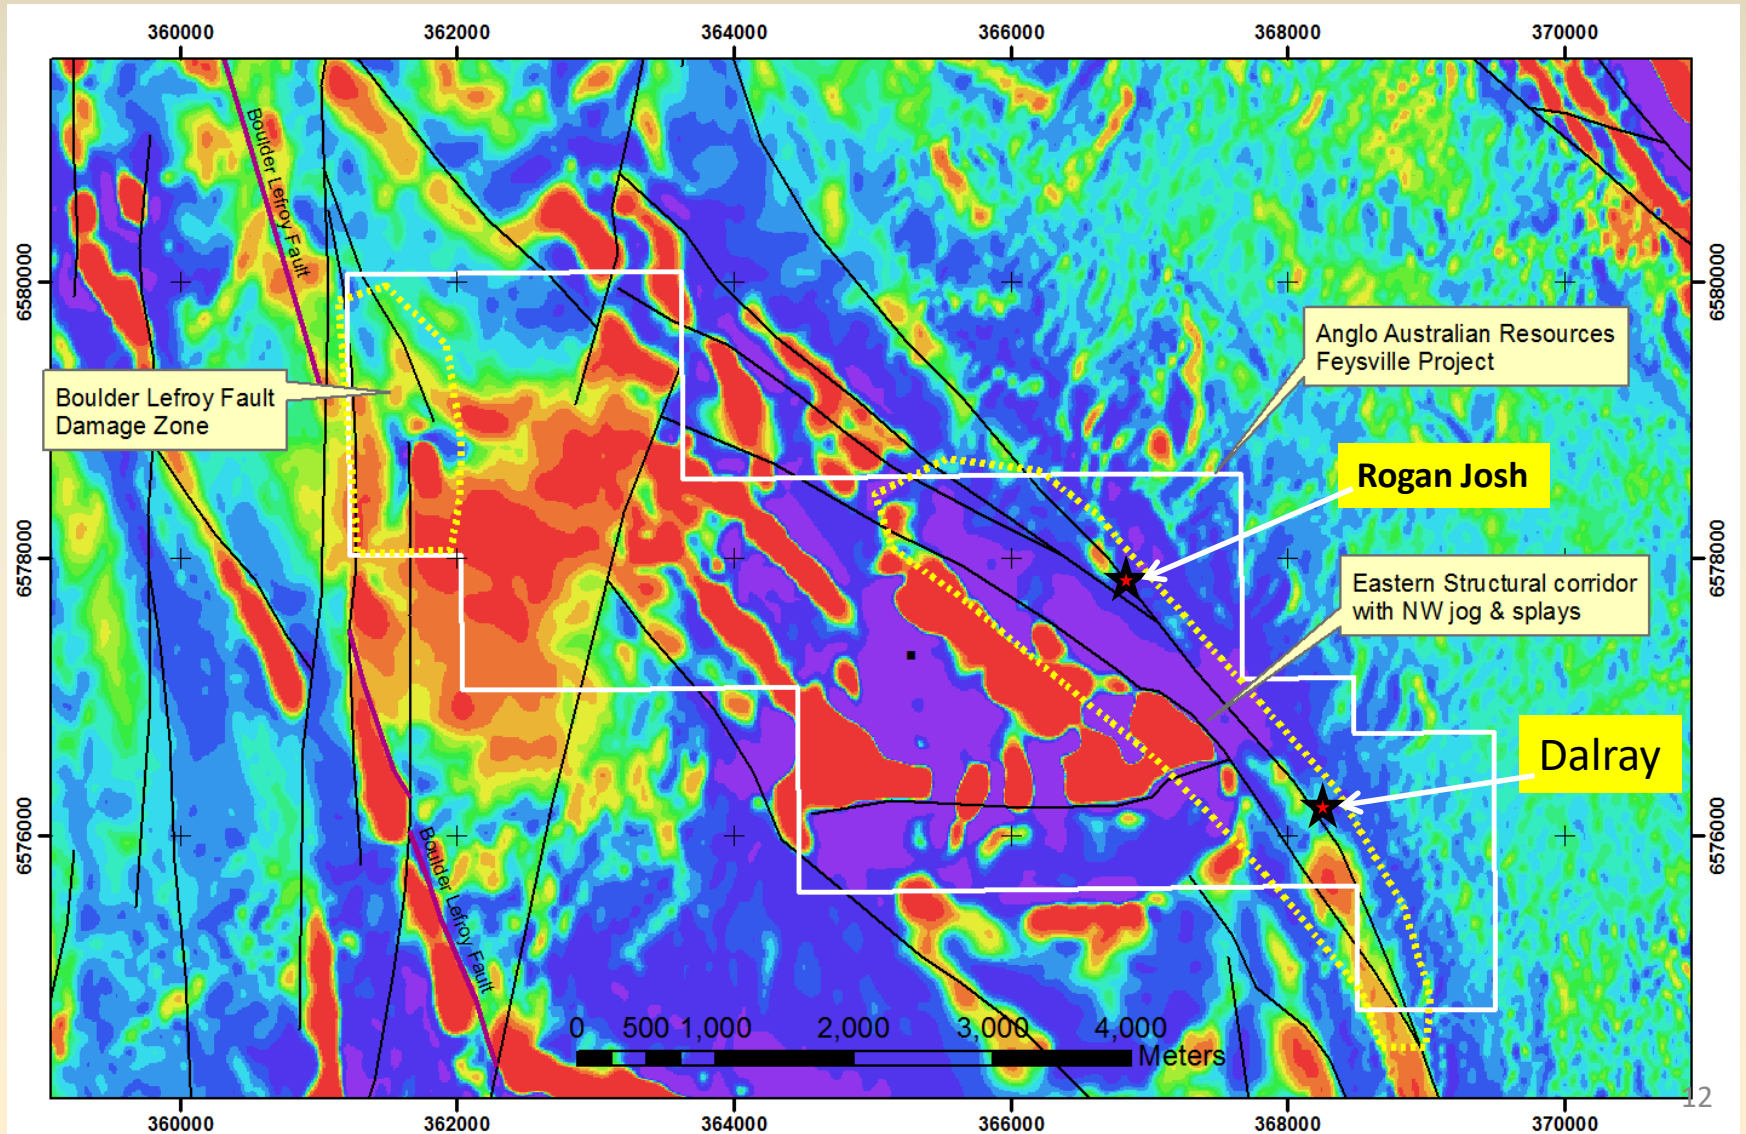 360000 362000 364000 366000 368000 370000
Boulder Lefroy Fault
6580000
6580000
Anglo Australian Resources
Feysville Project
Boulder Lefroy Fault
Damage Zone
Rogan Josh
6578000
6578000
Eastern Structural corridor
with NW jog & splays
Dalray
6576000
6576000
Boulder Lefroy Fault
0 500 1,000 2,000 3,000 4,000
Meters
12
360000 362000 364000 366000 368000 370000